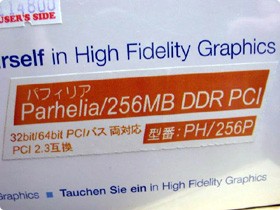 14800
USER'S SIDE
rself in High Fidelity Graphics
パフィリア
Parhelia/256MB DDR PCI
32bit/64bit PCIバス 両対応
PCI 2.3互換
型番: PH/256P
Graphics ▪ Tauchen Sie ein in High Fidelity Graphics